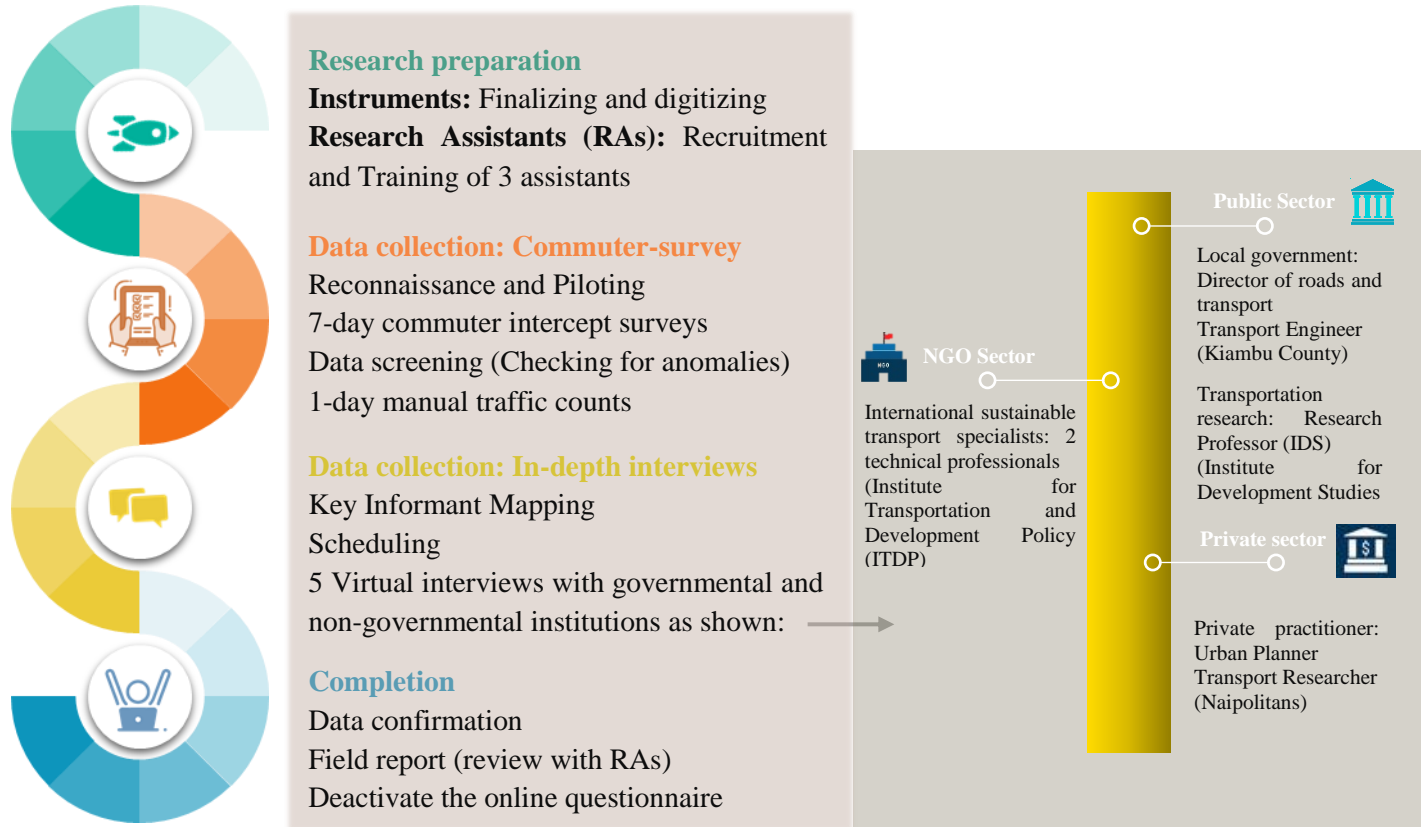 Research preparation
Instruments: Finalizing and digitizing
Research Assistants (RAs): Recruitment
and Training of 3 assistants
Data collection: Commuter-survey
Reconnaissance and Piloting
7-day commuter intercept surveys
Data screening (Checking for anomalies)
1-day manual traffic counts
Data collection: In-depth interviews
Key Informant Mapping
Scheduling
5 Virtual interviews with governmental and
non-governmental institutions as shown:
Completion
Data confirmation
Field report (review with RAs)
Deactivate the online questionnaire
NGO
NGO Sector
International sustainable
transport specialists: 2
technical professionals
(Institute for
Transportation and
Development Policy
(ITDP)
Public Sector
Local government:
Director of roads and
transport
Transport Engineer
(Kiambu County)
Transportation
research: Research
Professor (IDS)
(Institute for
Development Studies
Private sector
$
Private practitioner:
Urban Planner
Transport Researcher
(Naipolitans)